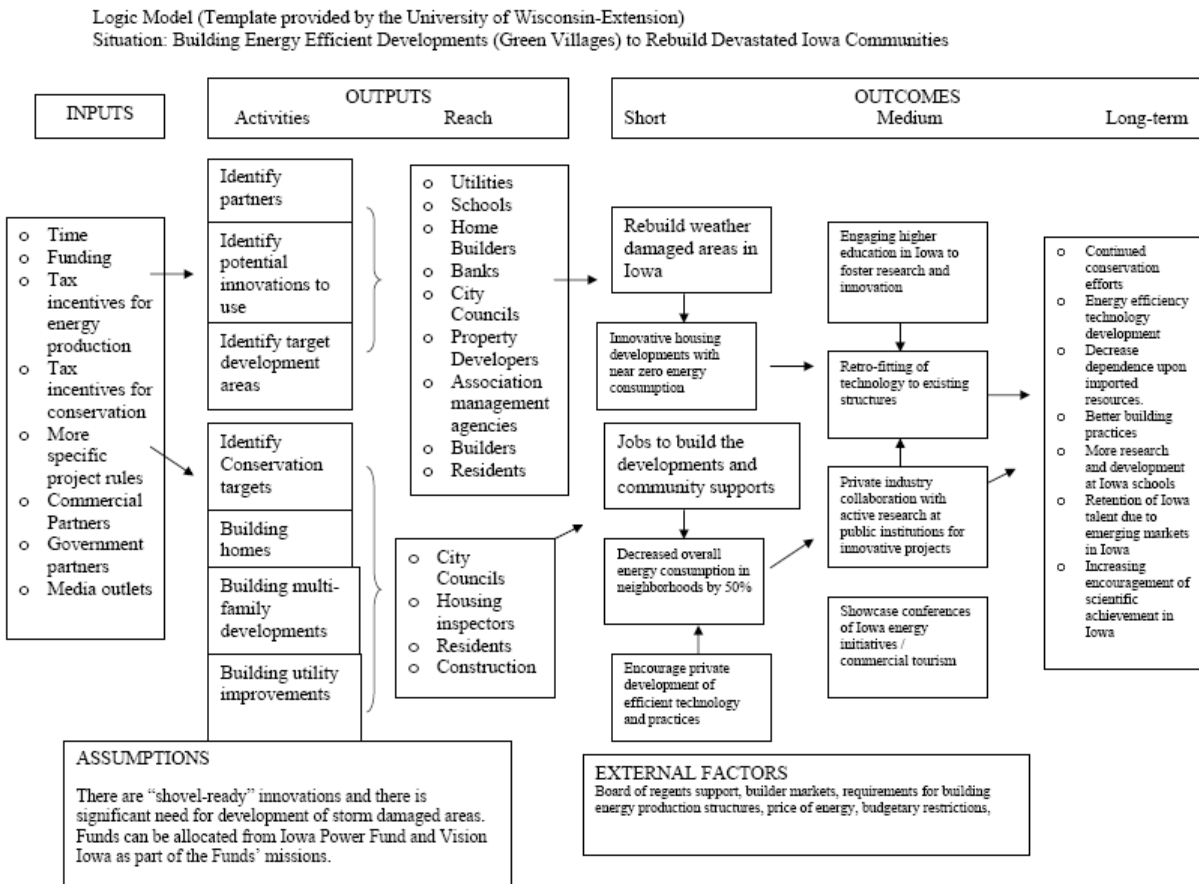 Logic Model (Template provided by the University of Wisconsin-Extension)
Situation: Building Energy Efficient Developments (Green Villages) to Rebuild Devastated Iowa Communities
INPUTS
OUTPUTS
Activities Reach
OUTCOMES
Short Medium Long-term
o Time
o Funding
o Tax
incentives for
energy
production
o Tax
incentives for
conservation
o More
specific
project rules
o Commercial
Partners
o Government
partners
o Media outlets
Identify
partners
Identify
potential
innovations to
use
Identify target
development
areas
Identify
Conservation
targets
Building
homes
Building multi-
family
developments
Building utility
improvements
o Utilities
o Schools
o Home
Builders
o Banks
o City
Councils
o Property
Developers
o Association
management
agencies
o Builders
o Residents
o City
Councils
o Housing
inspectors
o Residents
o Construction
Rebuild weather
damaged areas in
Iowa
Innovative housing
developments with
near zero energy
consumption
Jobs to build the
developments and
community supports
Decreased overall
energy consumption in
neighborhoods by 50%
Encourage private
development of
efficient technology
and practices
Engaging higher
education in Iowa to
foster research and
innovation
Retro-fitting of
technology to existing
structures
Private industry
collaboration with
active research at
public institutions for
innovative projects
Showcase conferences
of Iowa energy
initiatives /
commercial tourism
o Continued
conservation
efforts
o Energy efficiency
technology
development
o Decrease
dependence upon
imported
resources.
o Better building
practices
o More research
and development
at Iowa schools
o Retention of Iowa
talent due to
emerging markets
in Iowa
o Increasing
encouragement of
scientific
achievement in
Iowa
ASSUMPTIONS
There are “shovel-ready” innovations and there is
significant need for development of storm damaged areas.
Funds can be allocated from Iowa Power Fund and Vision
Iowa as part of the Funds’ missions.
EXTERNAL FACTORS
Board of regents support, builder markets, requirements for building
energy production structures, price of energy, budgetary restrictions,